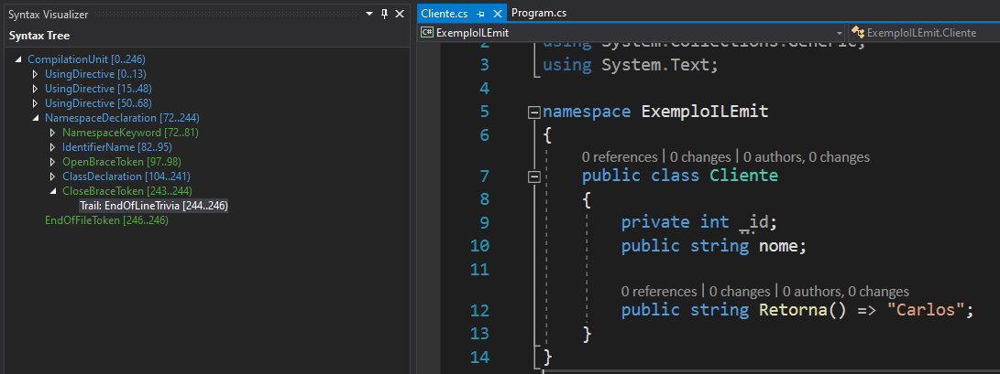 Syntax Visualizer
Syntax Tree
CompilationUnit [0..246]
UsingDirective [0..13]
UsingDirective [15..48]
UsingDirective [50..68]
NamespaceDeclaration [72..244]
NamespaceKeyword [72..81]
IdentifierName [82..95]
OpenBraceToken [97..98]
ClassDeclaration [104..241]
CloseBraceToken [243..244]
Trail: EndOfLineTrivia [244..246]
EndOfFileToken [246..246]
Cliente.cs Program.cs
C# ExemploILEmit ExemploILEmit.Cliente
2 using System.Collections.Generic;
3 using System.Text;
4
5 namespace ExemploILEmit
6 {
0 references | 0 changes | 0 authors, 0 changes
7 public class Cliente
8 {
9 private int _id;
10 public string nome;
11
0 references | 0 changes | 0 authors, 0 changes
12 public string Retorna() => "Carlos";
13 }
14 }